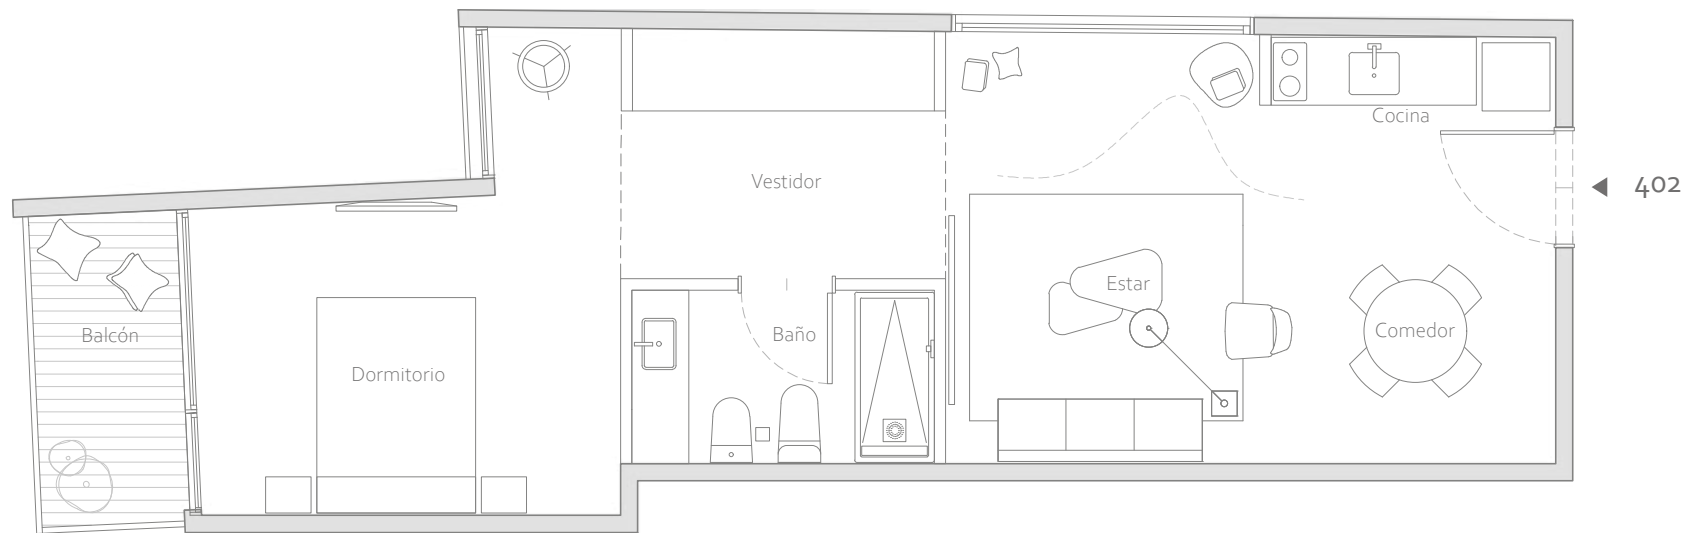 Cocina
Vestidor
402
Estar
Balcón
Baño
Comedor
Dormitorio